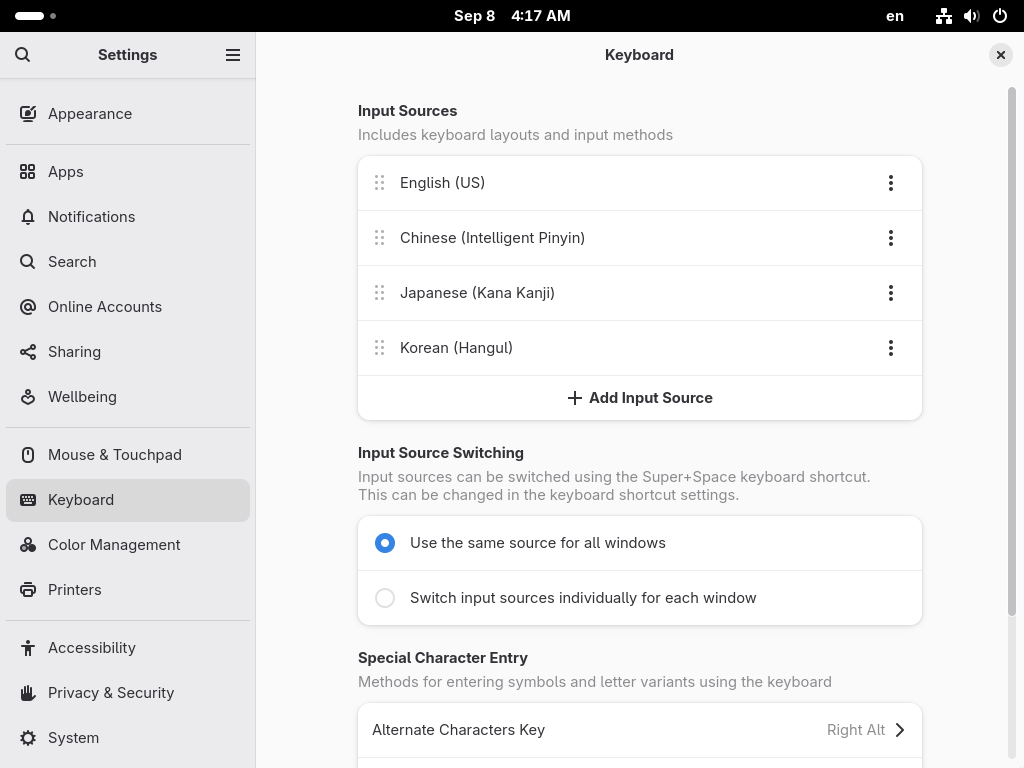 Sep 8 4:17 AM
en
Settings
Keyboard
Appearance
Apps
Notifications
Search
Online Accounts
Sharing
Wellbeing
Mouse & Touchpad
Keyboard
Color Management
Printers
Accessibility
Privacy & Security
System
Input Sources
Includes keyboard layouts and input methods
English (US)
Chinese (Intelligent Pinyin)
Japanese (Kana Kanji)
Korean (Hangul)
Add Input Source
Input Source Switching
Input sources can be switched using the Super+Space keyboard shortcut.
This can be changed in the keyboard shortcut settings.
Use the same source for all windows
Switch input sources individually for each window
Special Character Entry
Methods for entering symbols and letter variants using the keyboard
Alternate Characters Key
Right Alt